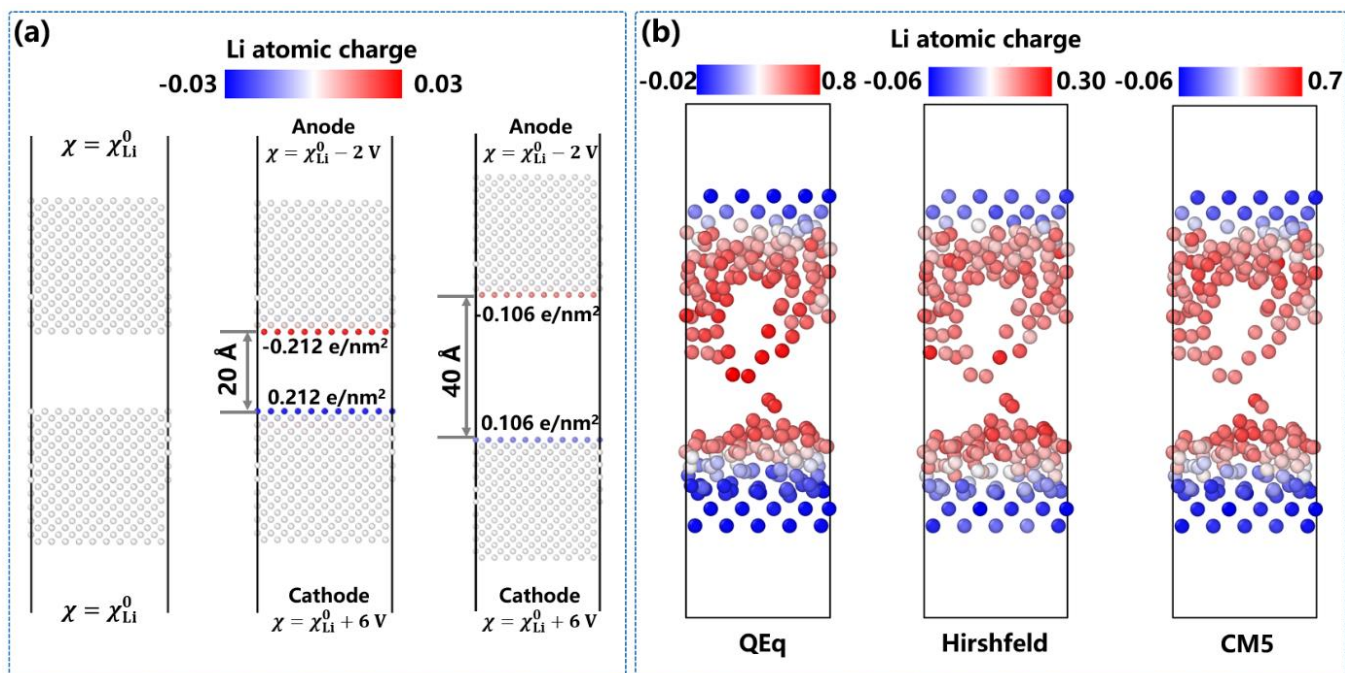 (a)
Li atomic charge
-0.03 0.03
χ = χ⁰Li
Anode
χ = χ⁰Li − 2 V
Anode
χ = χ⁰Li − 2 V
20 Å
-0.212 e/nm²
0.212 e/nm²
40 Å
-0.106 e/nm²
0.106 e/nm²
χ = χ⁰Li
Cathode
χ = χ⁰Li + 6 V
Cathode
χ = χ⁰Li + 6 V
(b)
Li atomic charge
-0.02 0.8
-0.06 0.30
-0.06 0.7
QEq
Hirshfeld
CM5